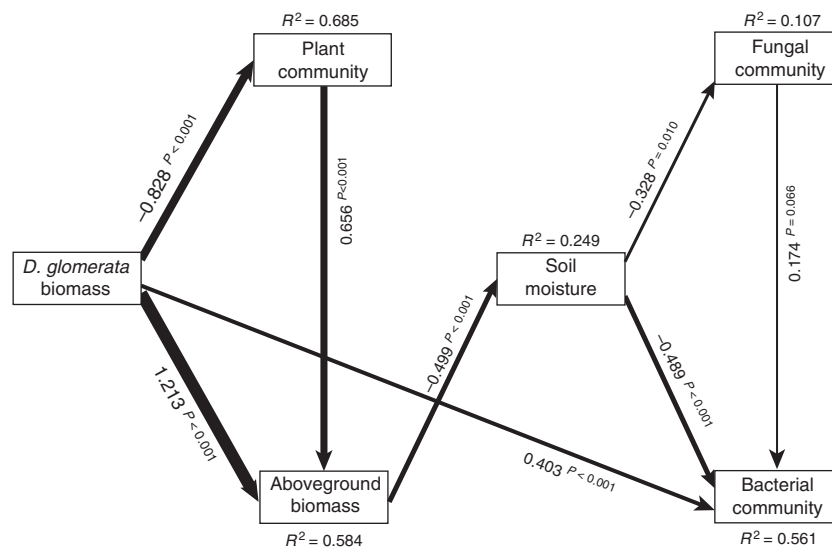 R² = 0.685
Plant
community
R² = 0.107
Fungal
community
−0.828 P < 0.001
0.656 P<0.001
−0.328 P = 0.010
0.174 P = 0.066
D. glomerata
biomass
R² = 0.249
Soil
moisture
1.213 P < 0.001
−0.499 P < 0.001
−0.489 P < 0.001
0.403 P < 0.001
Aboveground
biomass
R² = 0.584
Bacterial
community
R² = 0.561